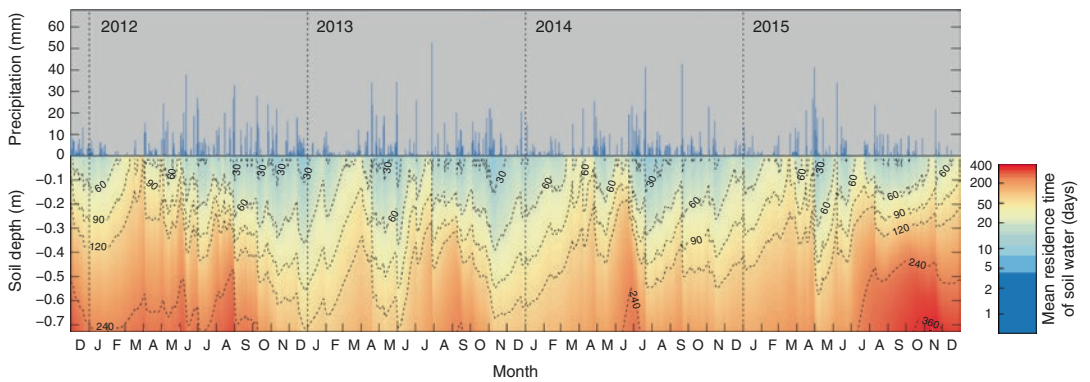 2012 2013 2014 2015
Precipitation (mm)
60
50
40
30
20
10
0
Soil depth (m)
−0.1
−0.2
−0.3
−0.4
−0.5
−0.6
−0.7
60 90 60 30 30 30 30 30 30 60 30 30 60
90 60 60 60 60 60 60 60 90
120 90 120
240 240 240 360
D J F M A M J J A S O N D J F M A M J J A S O N D J F M A M J J A S O N D J F M A M J J A S O N D
Month
400
200
100
50
20
10
5
2
1
Mean residence time
of soil water (days)